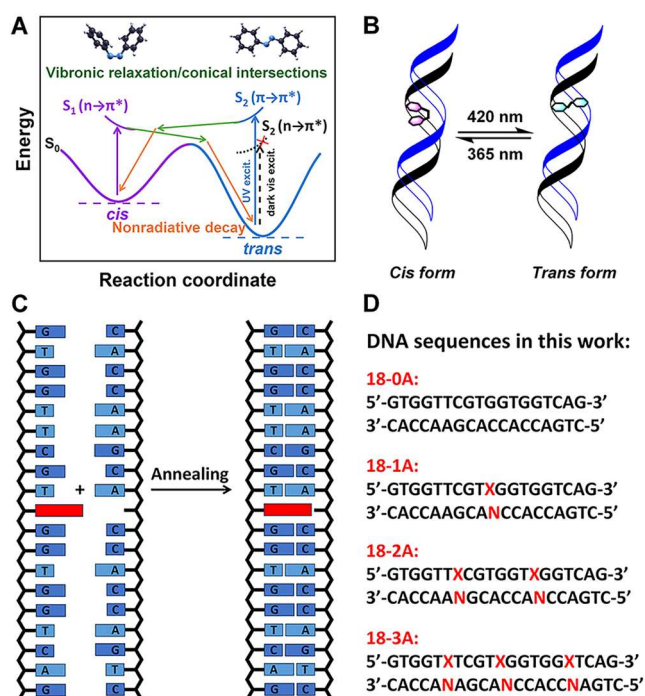 A
Vibronic relaxation/conical intersections
S₁ (n→π*)
S₂ (π→π*)
S₂ (n→π*)
S₀
UV excit.
dark vis excit.
cis
Nonradiative decay
trans
Energy
Reaction coordinate
B
420 nm
365 nm
Cis form
Trans form
C
G C
T A
G C
G C
T A
T A
C G
G C
T + A
G C
G C
T A
G C
G C
T A
C G
A T
G C
Annealing
G C
T A
G C
G C
T A
T A
C G
G C
T A
G C
G C
T A
G C
G C
T A
C G
A T
G C
D
DNA sequences in this work:
18-0A:
5'-GTGGTTCGTGGTGGTCAG-3'
3'-CACCAAGCACCACCAGTC-5'
18-1A:
5'-GTGGTTCGTXGGTGGTCAG-3'
3'-CACCAAGCANCCACCAGTC-5'
18-2A:
5'-GTGGTTXCGTGGTXGGTCAG-3'
3'-CACCAANGCACCANCCAGTC-5'
18-3A:
5'-GTGGTXTCGTXGGTGGXTCAG-3'
3'-CACCANAGCANCCACCNAGTC-5'